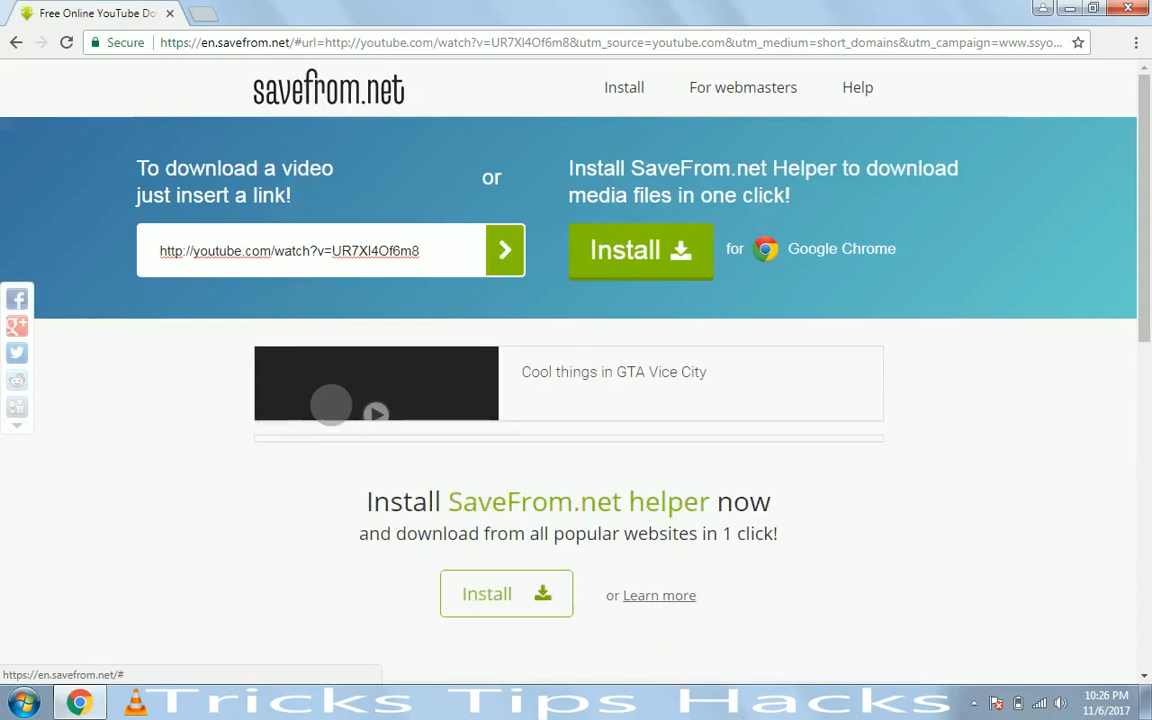 Free Online YouTube Do
Secure
https://en.savefrom.net/#url=http://youtube.com/watch?v=UR7Xl4Of6m8&utm_source=youtube.com&utm_medium=short_domains&utm_campaign=www.ssyo...
savefrom.net
Install
For webmasters
Help
To download a video
just insert a link!
or
Install SaveFrom.net Helper to download
media files in one click!
http://youtube.com/watch?v=UR7Xl4Of6m8
Install
for
Google Chrome
Cool things in GTA Vice City
Install SaveFrom.net helper now
and download from all popular websites in 1 click!
Install
or Learn more
https://en.savefrom.net/#
Tricks Tips Hacks
10:26 PM
11/6/2017